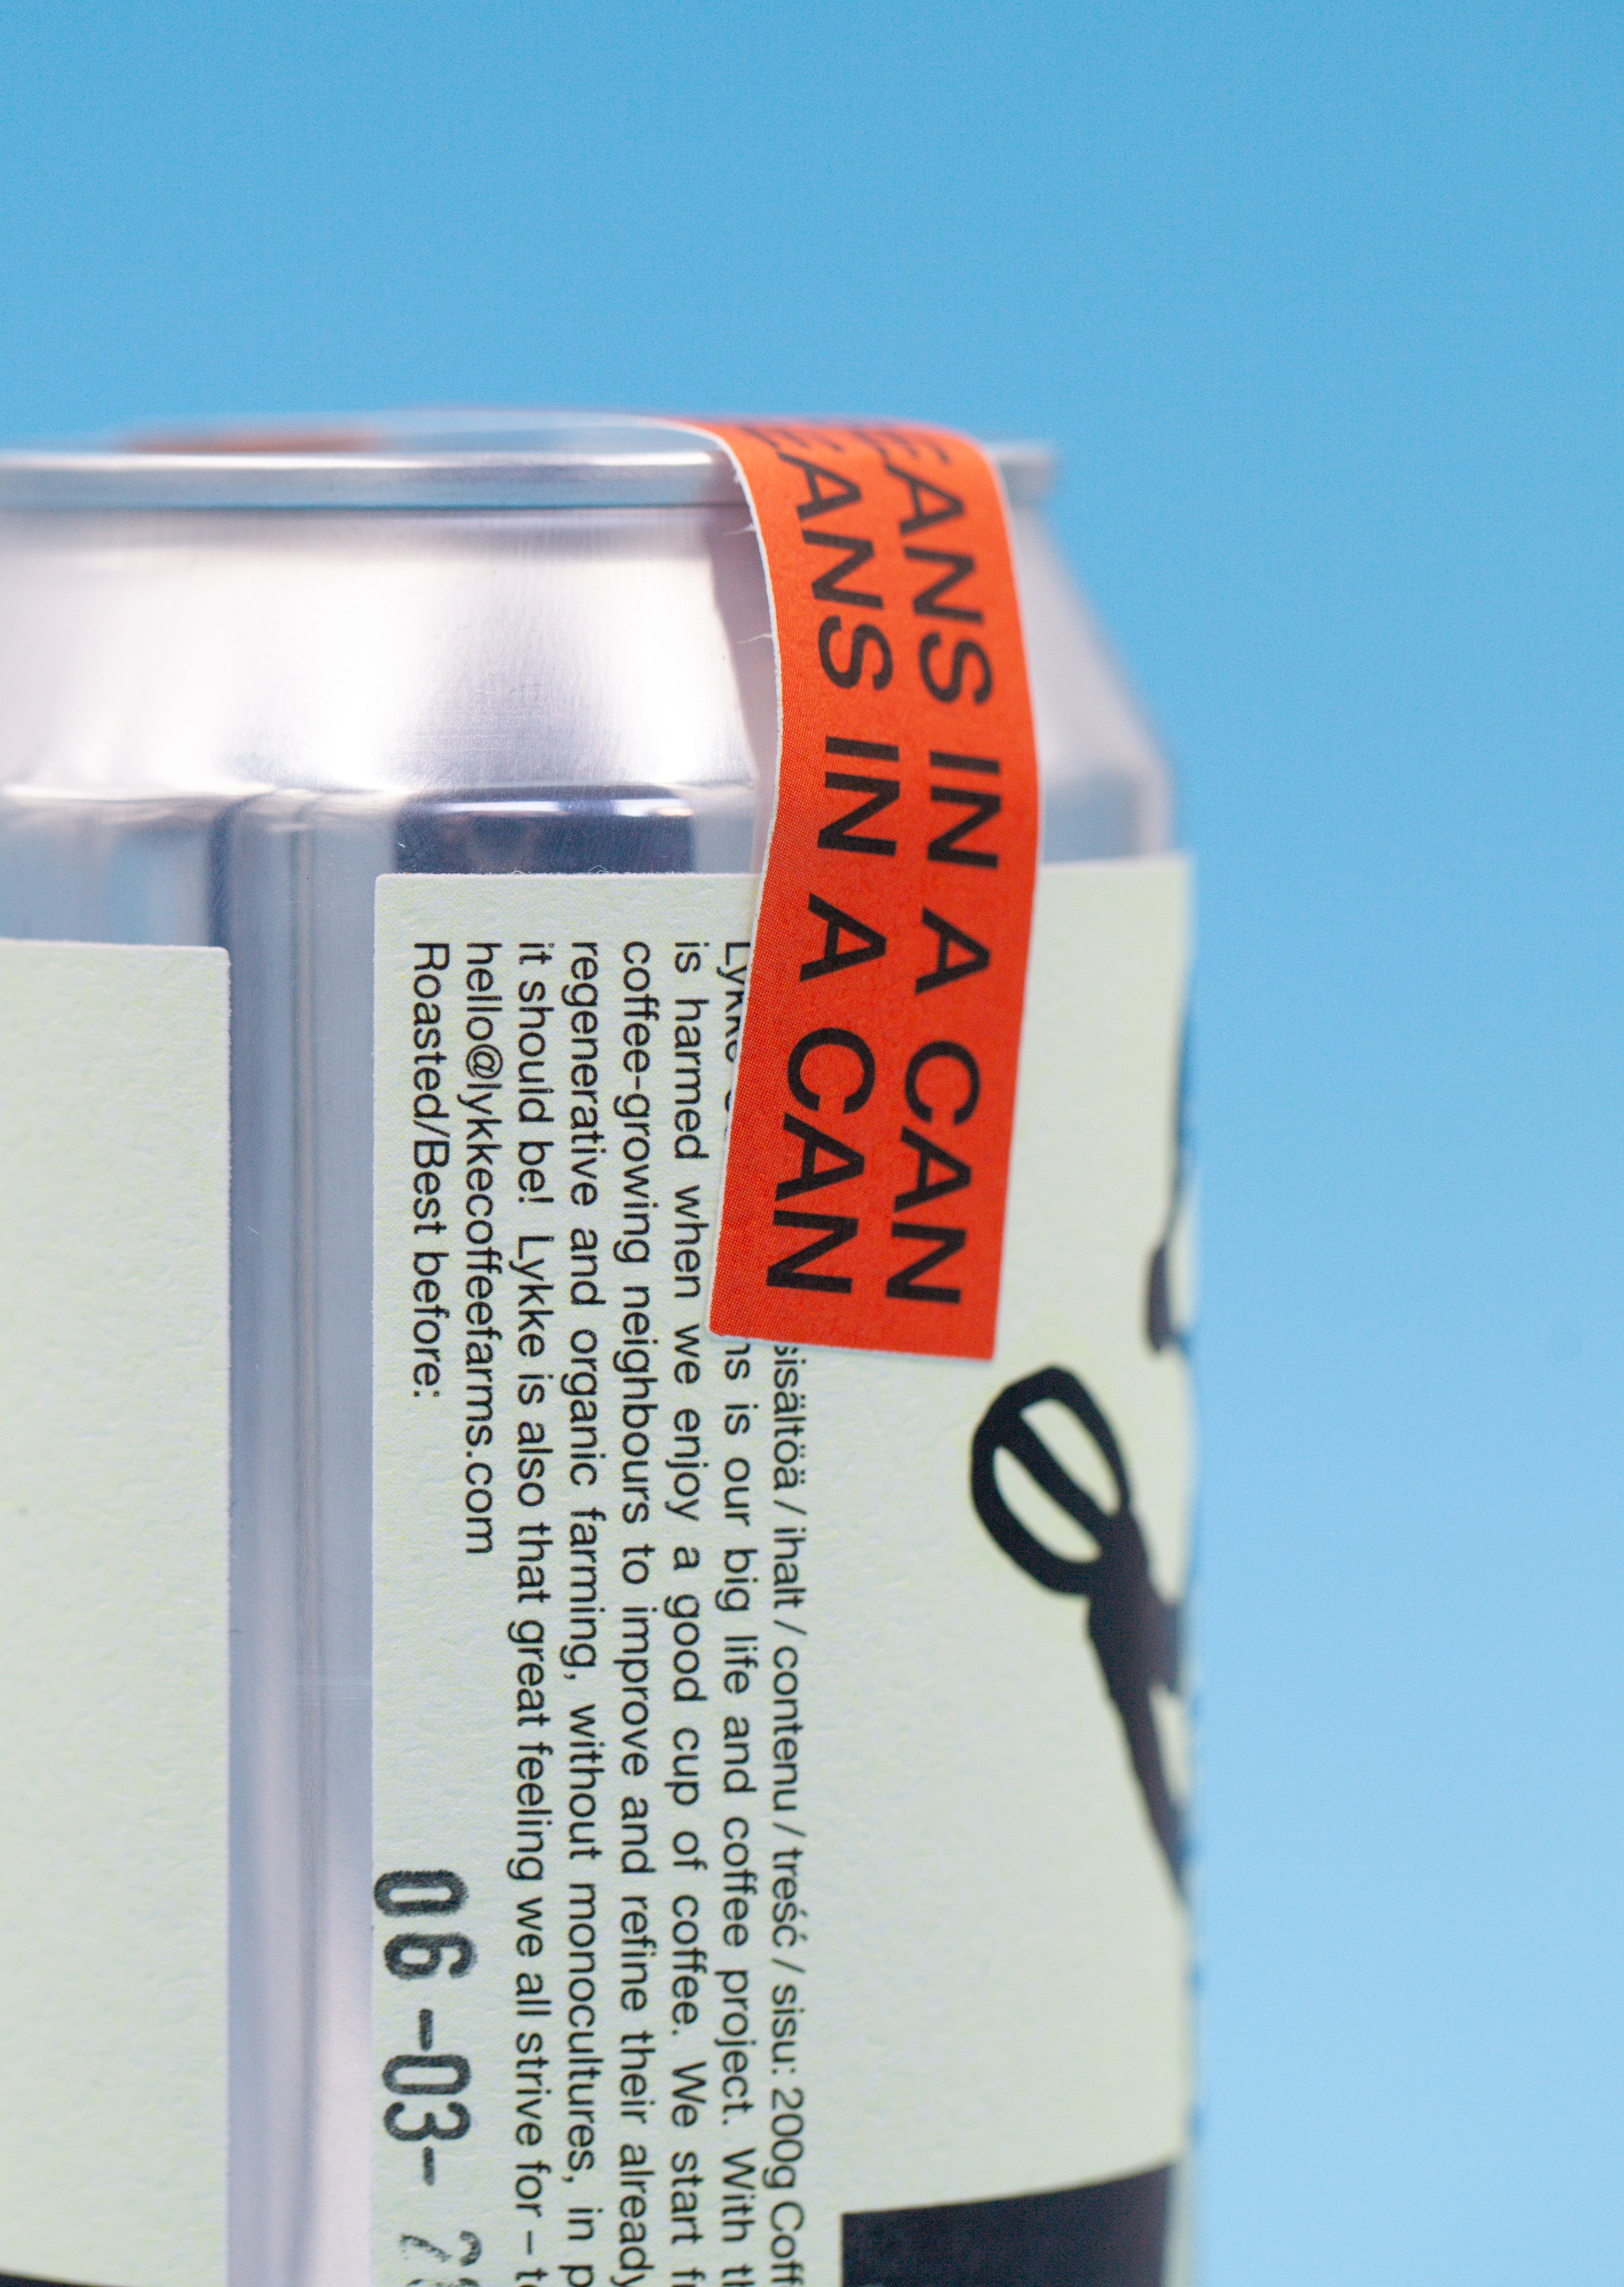 EANS IN A CAN
EANS IN A CAN
sisältöä / ihalt / contenu / treść / sisu: 200g Coff
Lykke ns is our big life and coffee project. With th
is harmed when we enjoy a good cup of coffee. We start f
coffee-growing neighbours to improve and refine their already
regenerative and organic farming, without monocultures, in p
it should be! Lykke is also that great feeling we all strive for – t
hello@lykkecoffeefarms.com
Roasted/Best before: 06-03-